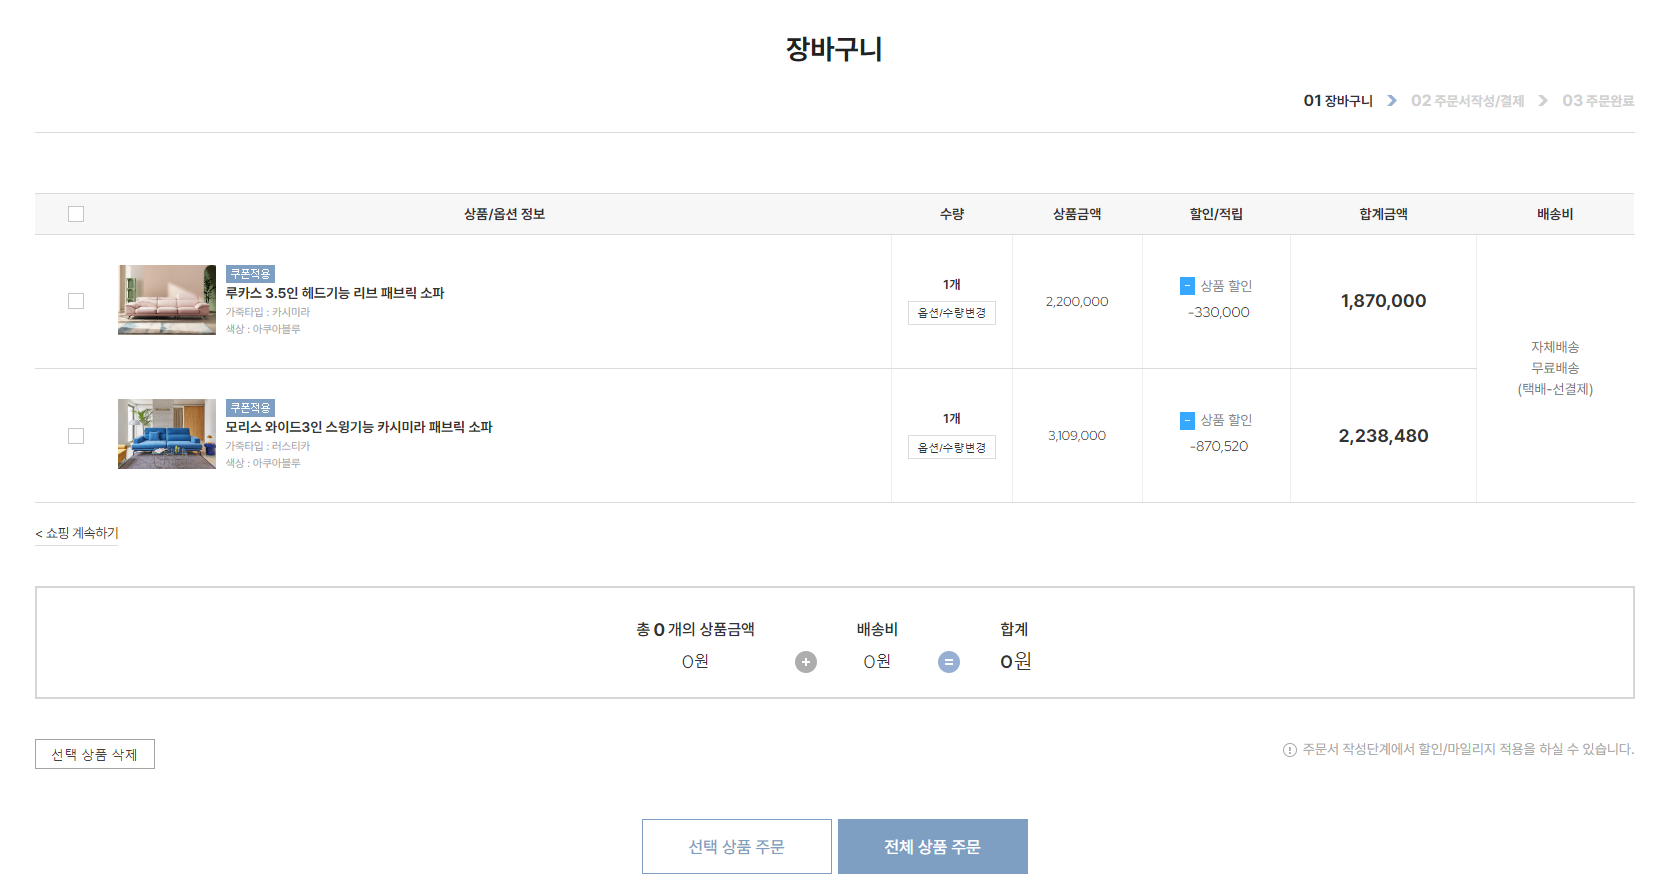 장바구니
01 장바구니 02 주문서작성/결제 03 주문완료
상품/옵션 정보 수량 상품금액 할인/적립 합계금액 배송비
쿠폰적용
루카스 3.5인 헤드기능 리브 패브릭 소파
가죽타입 : 카시미라
색상 : 아쿠아블루
1개
옵션/수량변경
2,200,000
- 상품 할인
-330,000
1,870,000
자체배송
무료배송
(택배-선결제)
쿠폰적용
모리스 와이드3인 스윙기능 카시미라 패브릭 소파
가죽타입 : 러스티카
색상 : 아쿠아블루
1개
옵션/수량변경
3,109,000
- 상품 할인
-870,520
2,238,480
< 쇼핑 계속하기
총 0 개의 상품금액 배송비 합계
0원 + 0원 = 0원
선택 상품 삭제
주문서 작성단계에서 할인/마일리지 적용을 하실 수 있습니다.
선택 상품 주문 전체 상품 주문